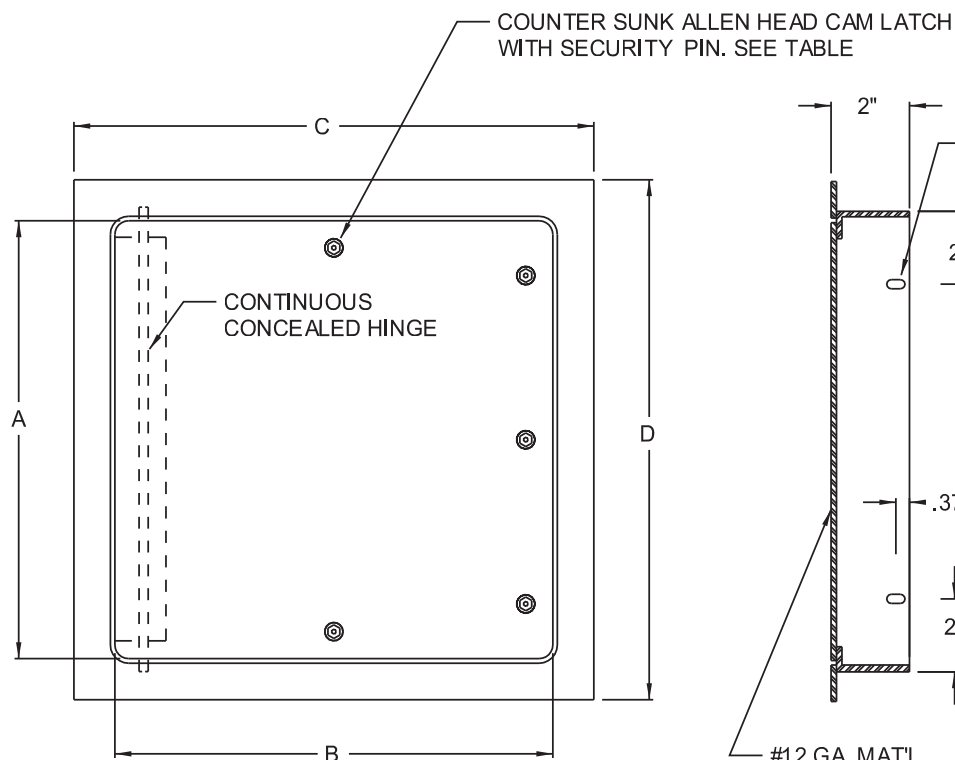 COUNTER SUNK ALLEN HEAD CAM LATCH
WITH SECURITY PIN. SEE TABLE
C
2"
CONTINUOUS
CONCEALED HINGE
A
D
B
#12 GA. MAT'L